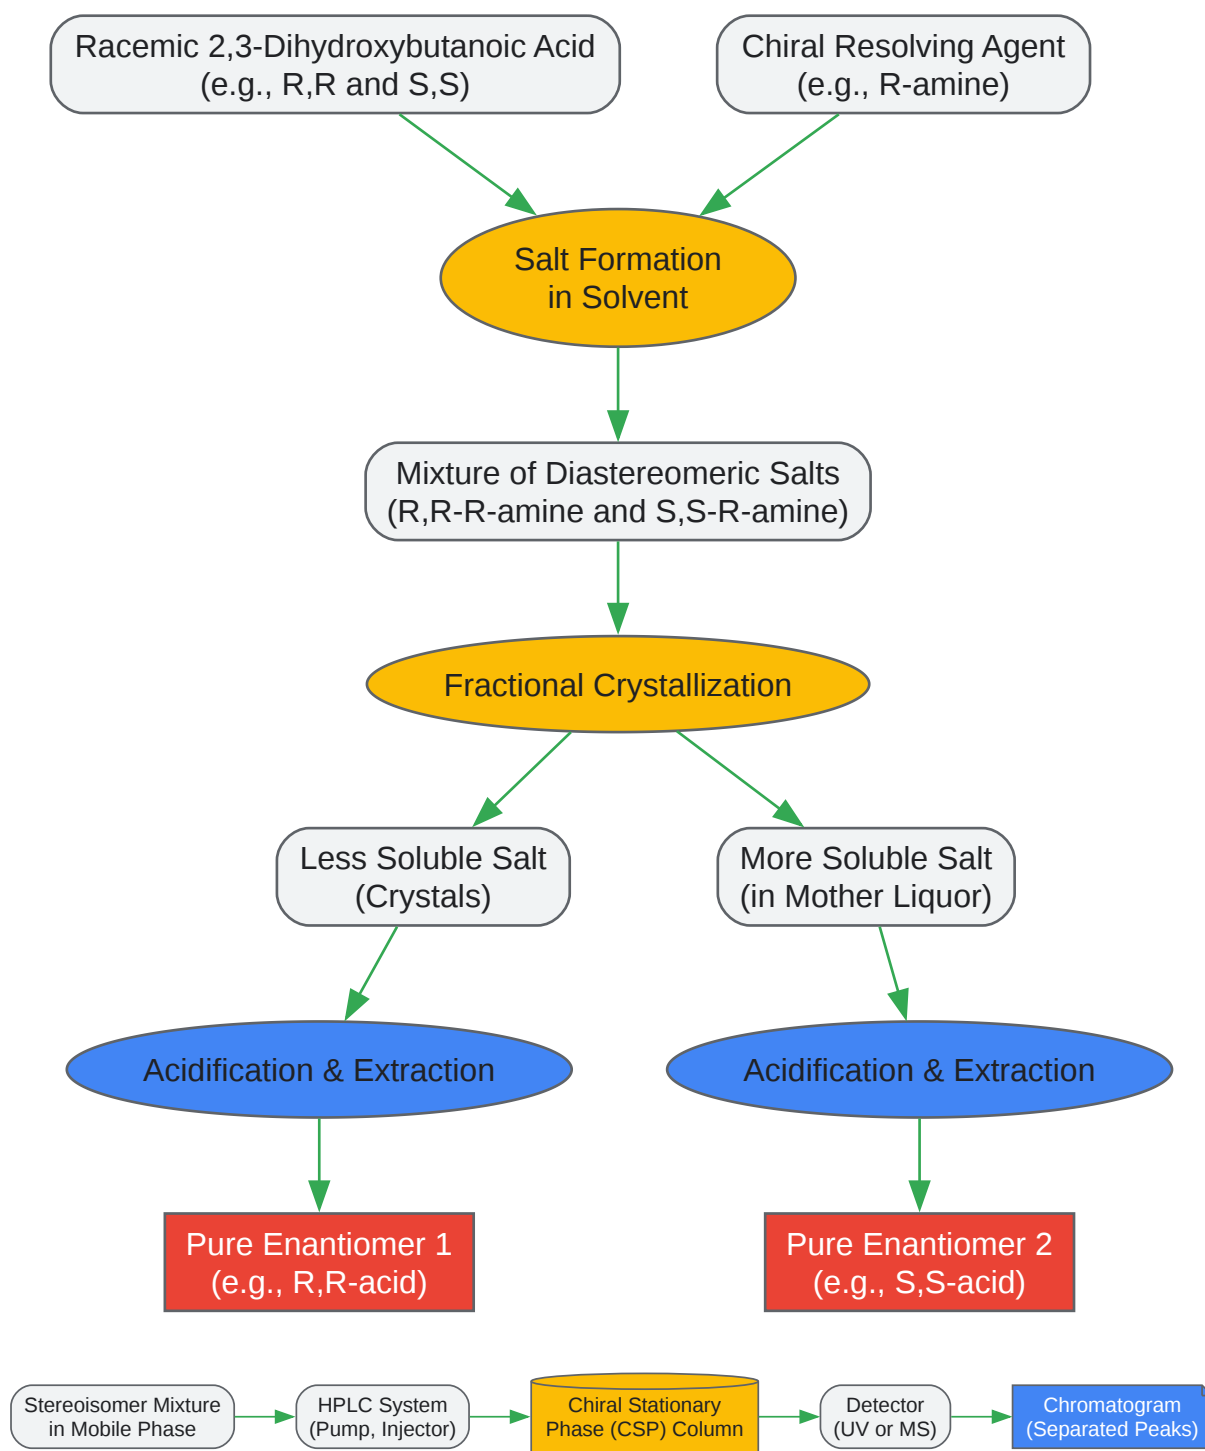 Racemic 2,3-Dihydroxybutanoic Acid
(e.g., R,R and S,S)
Chiral Resolving Agent
(e.g., R-amine)
Salt Formation
in Solvent
Mixture of Diastereomeric Salts
(R,R-R-amine and S,S-R-amine)
Fractional Crystallization
Less Soluble Salt
(Crystals)
More Soluble Salt
(in Mother Liquor)
Acidification & Extraction
Acidification & Extraction
Pure Enantiomer 1
(e.g., R,R-acid)
Pure Enantiomer 2
(e.g., S,S-acid)
Stereoisomer Mixture
in Mobile Phase
HPLC System
(Pump, Injector)
Chiral Stationary
Phase (CSP) Column
Detector
(UV or MS)
Chromatogram
(Separated Peaks)